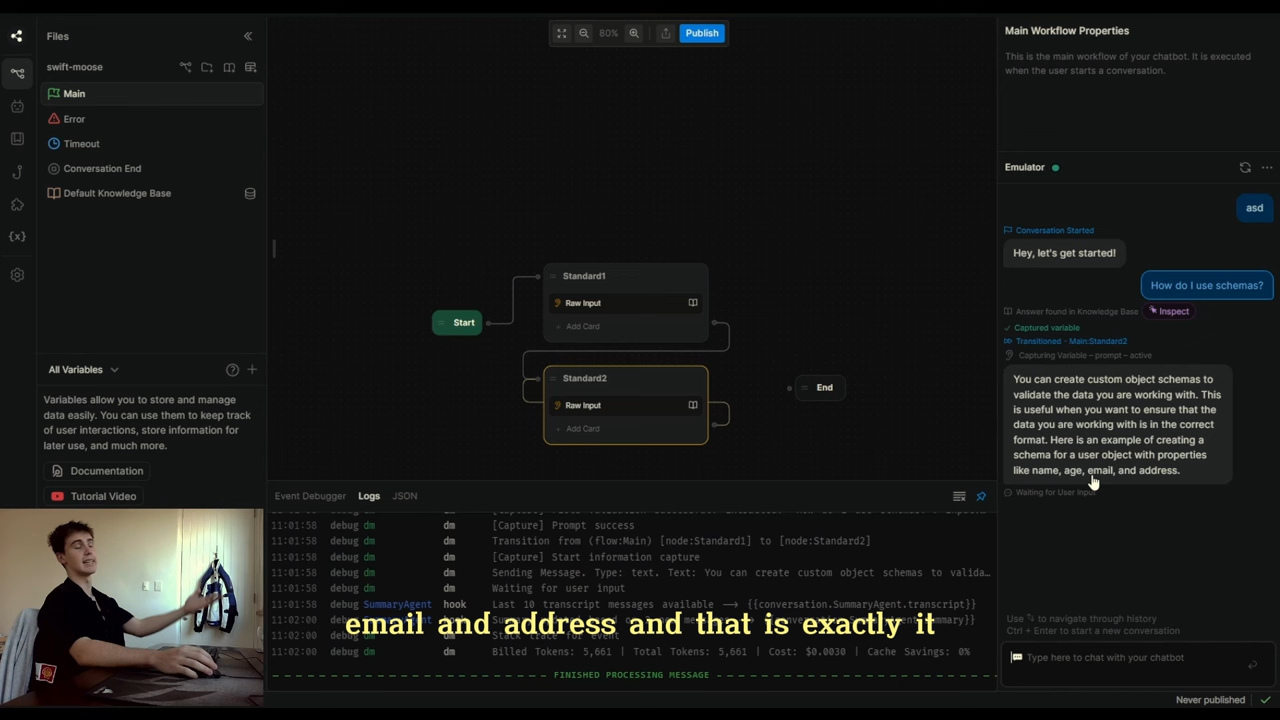 Files
swift-moose
Main
Error
Timeout
Conversation End
Default Knowledge Base
All Variables
Variables allow you to store and manage
data easily. You can use them to keep track
of user interactions, store information for
later use, and much more.
Documentation
Tutorial Video
80%
Publish
Start
Standard1
Raw Input
+ Add Card
Standard2
Raw Input
+ Add Card
End
Event Debugger Logs JSON
11:01:58 debug dm dm [Capture] Prompt success
11:01:58 debug dm dm Transition from (flow:Main) [node:Standard1] to [node:Standard2]
11:01:58 debug dm dm [Capture] Start information capture
11:01:58 debug dm dm Sending Message. Type: text. Text: You can create custom object schemas to valida…
11:01:58 debug dm dm Waiting for user input
11:01:58 debug SummaryAgent hook Last 10 transcript messages available ⟶ {{conversation.SummaryAgent.transcript}}
11:02:00 debug
11:02:00 debug dm dm Stack trace for event
11:02:00 debug dm dm Billed Tokens: 5,661 | Total Tokens: 5,661 | Cost: $0.0030 | Cache Savings: 0%
FINISHED PROCESSING MESSAGE
email and address and that is exactly it
Main Workflow Properties
This is the main workflow of your chatbot. It is executed
when the user starts a conversation.
Emulator
asd
Conversation Started
Hey, let's get started!
How do I use schemas?
Answer found in Knowledge Base Inspect
Captured variable
Transitioned - Main:Standard2
Capturing Variable – prompt – active
You can create custom object schemas to
validate the data you are working with. This
is useful when you want to ensure that the
data you are working with is in the correct
format. Here is an example of creating a
schema for a user object with properties
like name, age, email, and address.
Waiting for User Input
Use ↑↓ to navigate through history
Ctrl + Enter to start a new conversation
Type here to chat with your chatbot
Never published